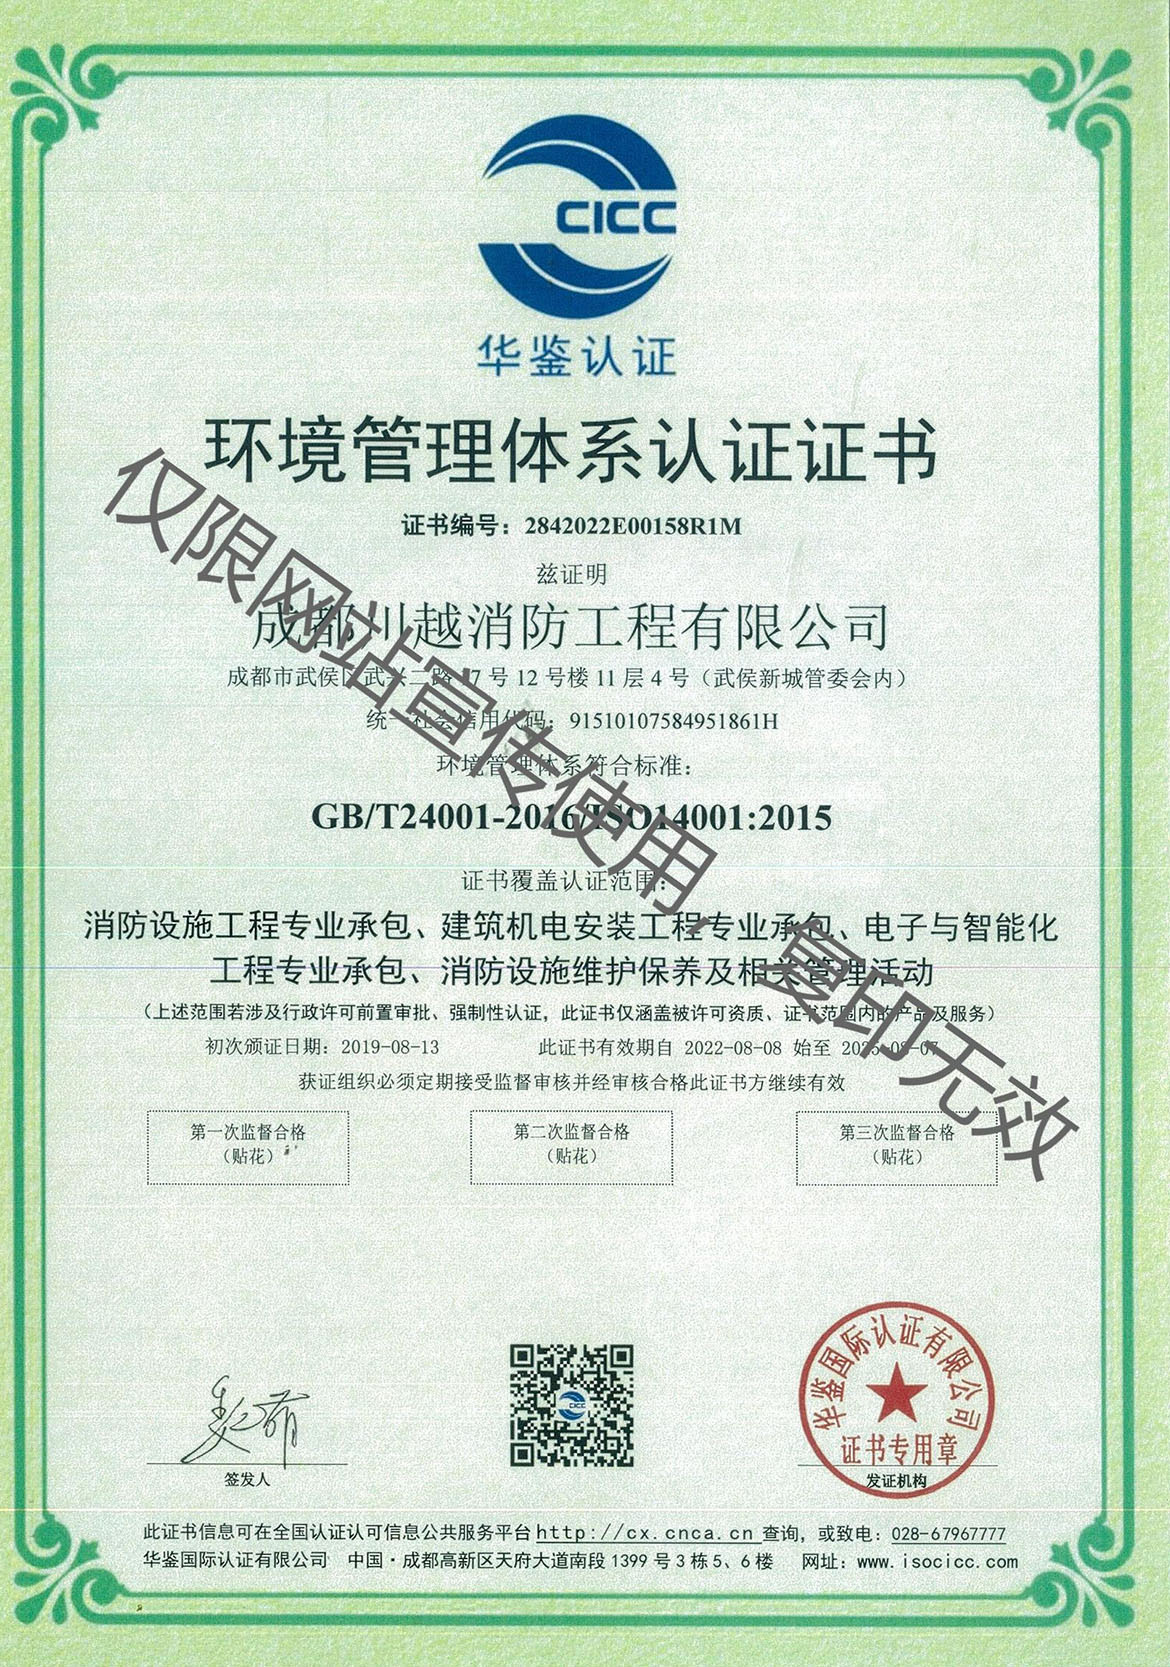 CICC
华鉴认证
环境管理体系认证证书
证书编号：2842022E00158R1M
兹证明
成都川越消防工程有限公司
成都市武侯区武兴二路17号12号楼11层4号（武侯新城管委会内）
统一社会信用代码：91510107584951861H
环境管理体系符合标准：
GB/T24001-2016/ISO14001:2015
证书覆盖认证范围：
消防设施工程专业承包、建筑机电安装工程专业承包、电子与智能化
工程专业承包、消防设施维护保养及相关管理活动
（上述范围若涉及行政许可前置审批、强制性认证，此证书仅涵盖被许可资质、证书范围内的产品及服务）
初次颁证日期：2019-08-13 此证书有效期自 2022-08-08 始至 2025-08-07
获证组织必须定期接受监督审核并经审核合格此证书方继续有效
第一次监督合格 第二次监督合格 第三次监督合格
（贴花） （贴花） （贴花）
仅限网站宣传使用，复印无效
CICC
华鉴国际认证有限公司
证书专用章
签发人 发证机构
此证书信息可在全国认证认可信息公共服务平台http://cx.cnca.cn查询，或致电：028-67967777
华鉴国际认证有限公司 中国·成都高新区天府大道南段1399号3栋5、6楼 网址：www.isocicc.com